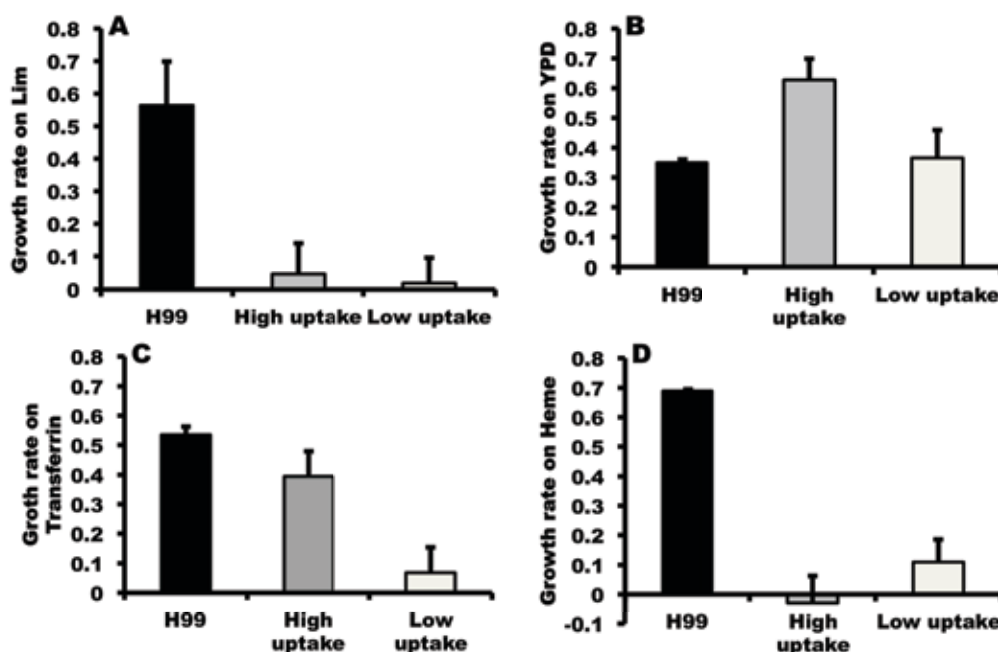 A
Growth rate on Lim
0.8
0.7
0.6
0.5
0.4
0.3
0.2
0.1
0
H99
High uptake
Low uptake
B
Growth rate on YPD
0.8
0.7
0.6
0.5
0.4
0.3
0.2
0.1
0
H99
High
uptake
Low uptake
C
Groth rate on
Transferrin
0.8
0.7
0.6
0.5
0.4
0.3
0.2
0.1
0
H99
High
uptake
Low
uptake
D
Growth rate on Heme
0.8
0.7
0.6
0.5
0.4
0.3
0.2
0.1
0
-0.1
H99
High
uptake
Low uptake